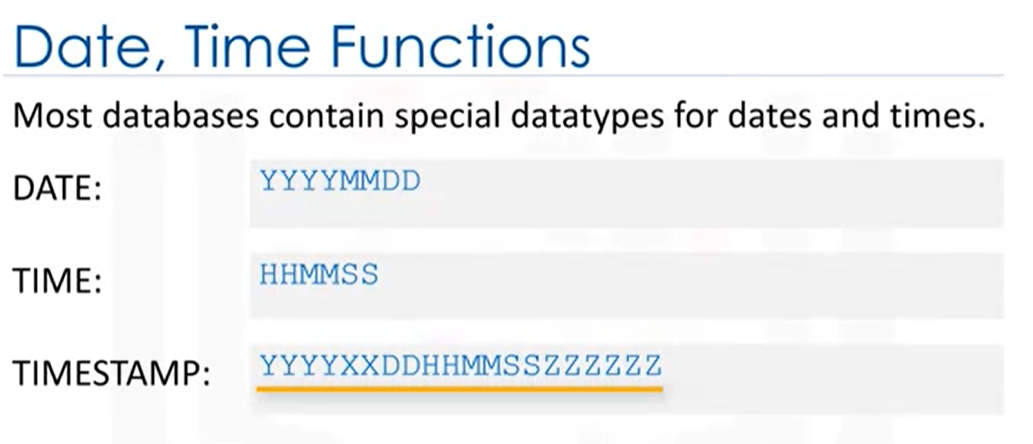 Date, Time Functions
Most databases contain special datatypes for dates and times.
DATE: YYYYMMDD
TIME: HHMMSS
TIMESTAMP: YYYYXXDDHHMMSSZZZZZZ